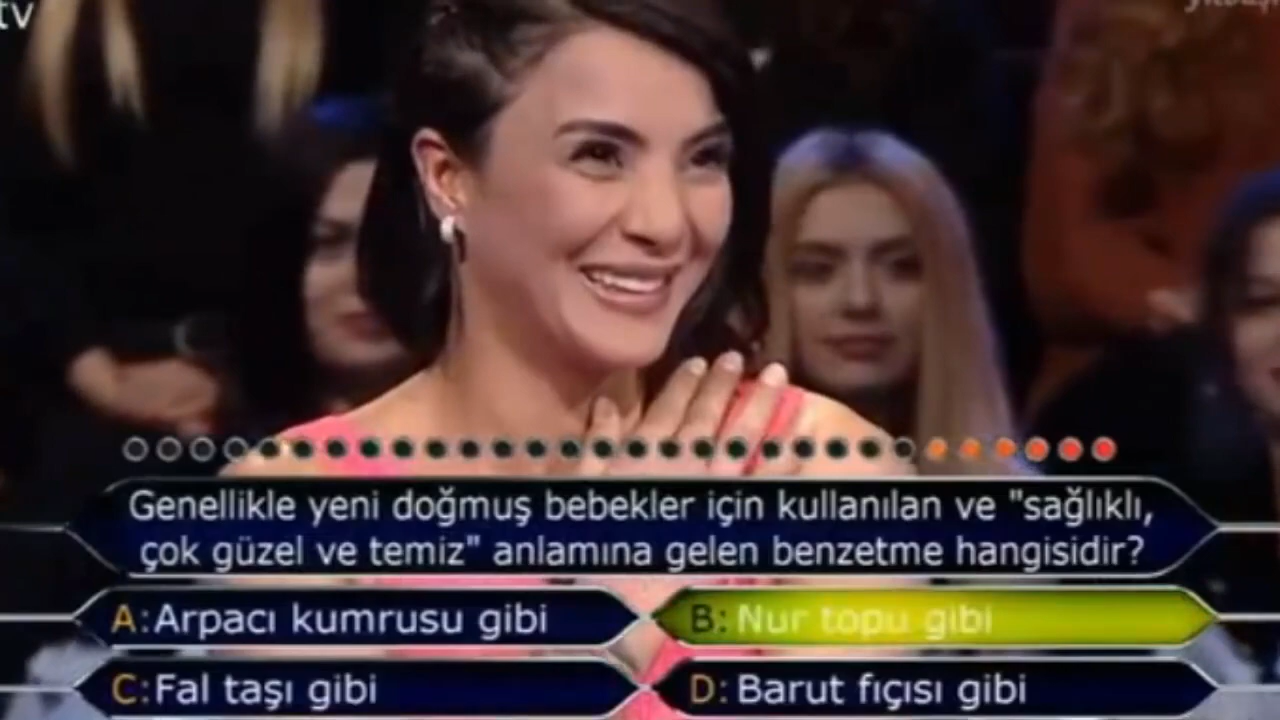 tv
Genellikle yeni doğmuş bebekler için kullanılan ve "sağlıklı,
çok güzel ve temiz" anlamına gelen benzetme hangisidir?
A: Arpacı kumrusu gibi
B: Nur topu gibi
C: Fal taşı gibi
D: Barut fıçısı gibi